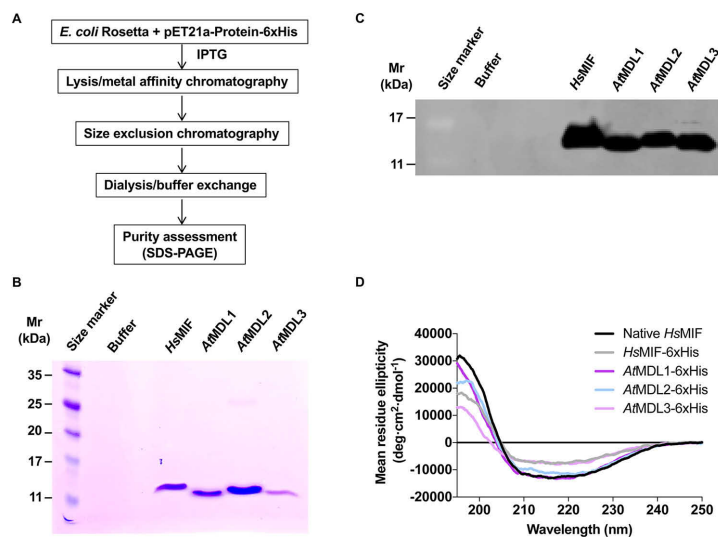 A
E. coli Rosetta + pET21a-Protein-6xHis
IPTG
Lysis/metal affinity chromatography
Size exclusion chromatography
Dialysis/buffer exchange
Purity assessment
(SDS-PAGE)
B
Mr
(kDa)
Size marker
Buffer
HsMIF
AtMDL1
AtMDL2
AtMDL3
35
25
20
17
11
C
Mr
(kDa)
Size marker
Buffer
HsMIF
AtMDL1
AtMDL2
AtMDL3
17
11
D
Mean residue ellipticity
(deg·cm2·dmol-1)
40000
30000
20000
10000
0
-10000
-20000
Native HsMIF
HsMIF-6xHis
AtMDL1-6xHis
AtMDL2-6xHis
AtMDL3-6xHis
200 210 220 230 240 250
Wavelength (nm)